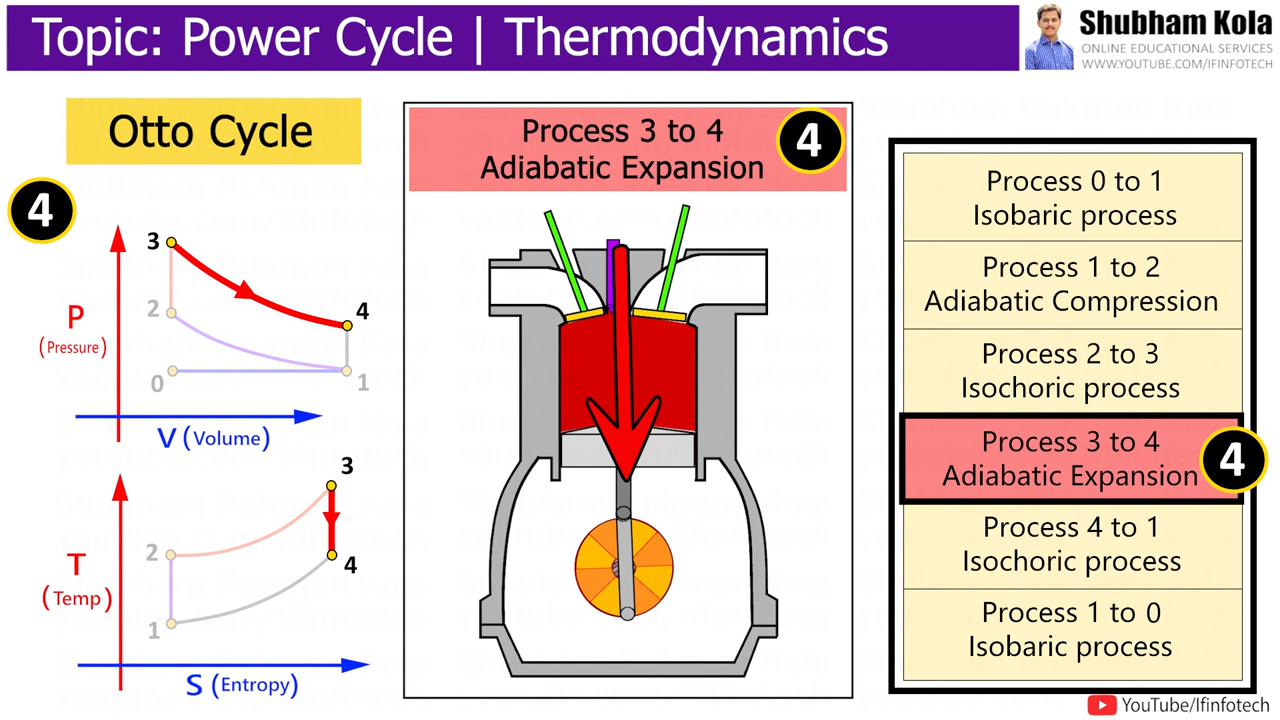 Topic: Power Cycle | Thermodynamics
Shubham Kola
ONLINE EDUCATIONAL SERVICES
WWW.YOUTUBE.COM/IFINFOTECH
Otto Cycle
4
3
2
4
0
1
P
(Pressure)
V (Volume)
3
2
4
1
T
(Temp)
S (Entropy)
Process 3 to 4
Adiabatic Expansion
4
Process 0 to 1
Isobaric process
Process 1 to 2
Adiabatic Compression
Process 2 to 3
Isochoric process
Process 3 to 4
Adiabatic Expansion
4
Process 4 to 1
Isochoric process
Process 1 to 0
Isobaric process
YouTube/Ifinfotech